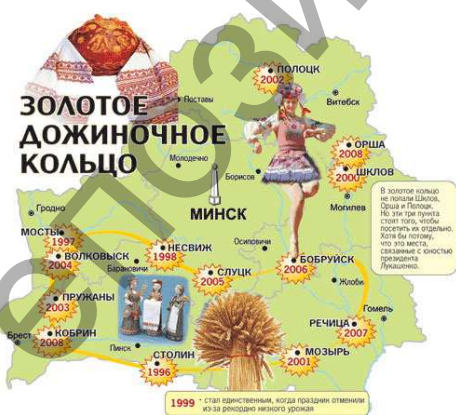 ЗОЛОТОЕ
ДОЖИНОЧНОЕ
КОЛЬЦО
ПОЛОЦК
2002
Поставы
Витебск
ОРША
2008
Молодечно
Борисов
ШКЛОВ
2000
МИНСК
Могилев
В золотое кольцо
не попали Шклов,
Орша и Полоцк.
Но эти три пункта
стоят того, чтобы
посетить их отдельно.
Хотя бы потому,
что это места,
связанные с юностью
президента
Лукашенко.
Гродно
МОСТЫ
1997
ВОЛКОВЫСК
2004
Барановичи
НЕСВИЖ
1998
Осиповичи
СЛУЦК
2005
БОБРУЙСК
2006
Жлобин
ПРУЖАНЫ
2003
Гомель
РЕЧИЦА
2007
Брест
КОБРИН
2008
Пинск
СТОЛИН
1996
МОЗЫРЬ
2001
1999 • стал единственным, когда праздник отменили
из-за рекордно низкого урожая